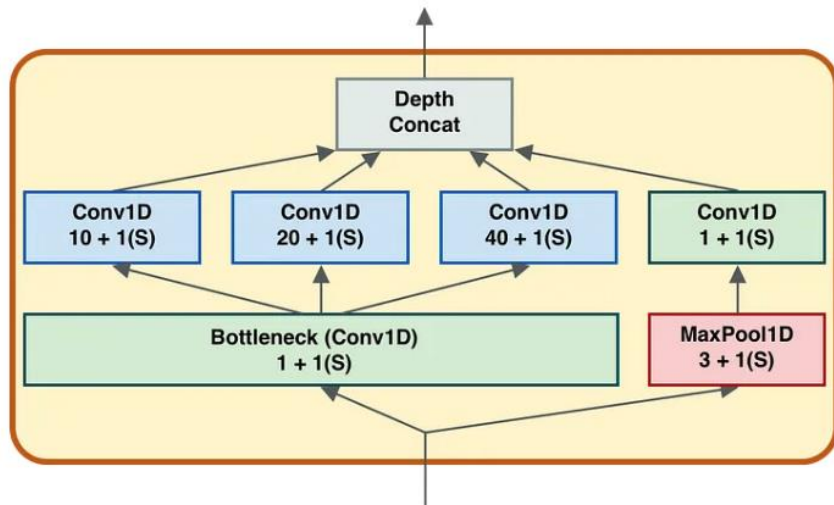 Depth
Concat
Conv1D
10 + 1(S)
Conv1D
20 + 1(S)
Conv1D
40 + 1(S)
Conv1D
1 + 1(S)
Bottleneck (Conv1D)
1 + 1(S)
MaxPool1D
3 + 1(S)